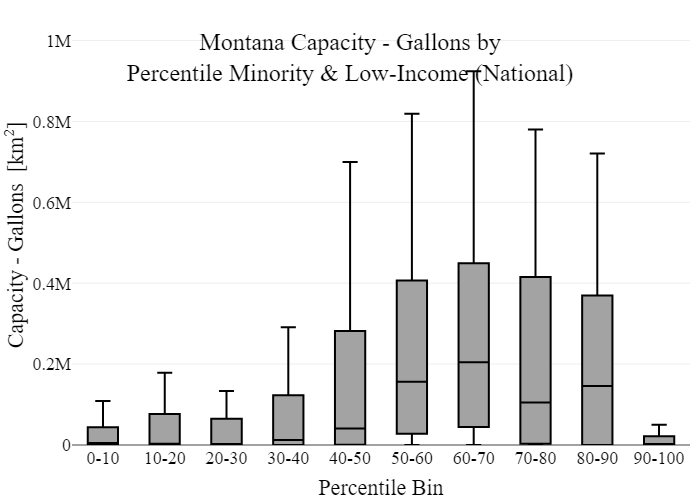 Montana Capacity - Gallons by
Percentile Minority & Low-Income (National)
Capacity - Gallons [km²]
1M
0.8M
0.6M
0.4M
0.2M
0
0-10 10-20 20-30 30-40 40-50 50-60 60-70 70-80 80-90 90-100
Percentile Bin